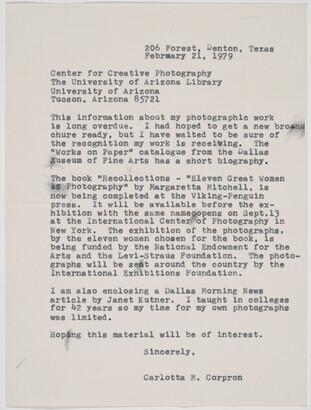 206 Forest, Denton, Texas
February 21, 1979
Center for Creative Photography
The University of Arizona Library
University of Arizona
Tucson, Arizona 85721
This information about my photographic work
is long overdue. I had hoped to get a new brochure
chure ready, but I have waited to be sure of
the recognition my work is receiving. The
"Works on Paper" catalogue from the Dallas
Museum of Fine Arts has a short biography.
The book "Recollections - "Eleven Great Women
of Photography" by Margaretta Mitchell, is
now being completed at the Viking-Penguin
press. It will be available before the ex-
hibition with the same name opens on Sept.13
at the International Center of Photography in
New York. The exhibition of the photographs,
by the eleven women chosen for the book, is
being funded by the National Endowment for the
Arts and the Levi-Straus Foundation. The photo-
graphs will be sent around the country by the
International Exhibitions Foundation.
I am also enclosing a Dallas Morning News
article by Janet Kutner. I taught in colleges
for 42 years so my time for my own photographs
was limited.
Hoping this material will be of interest.
Sincerely,
Carlotta M. Corpron